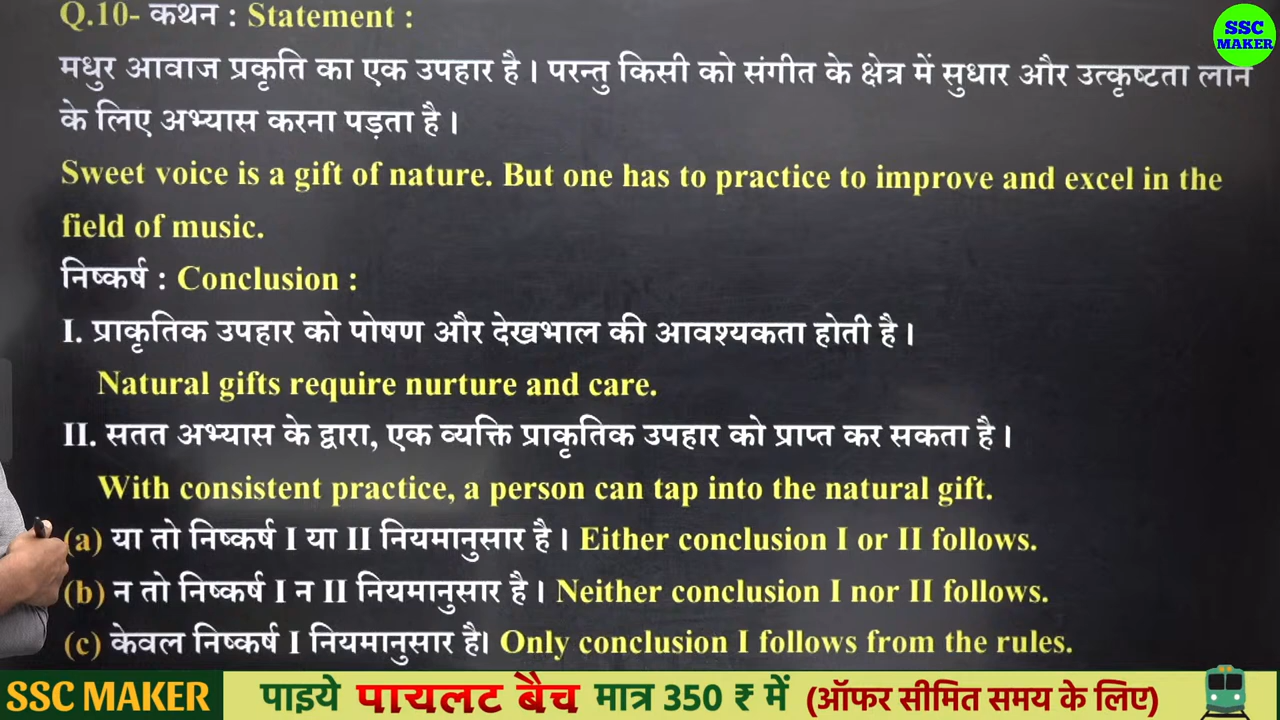 Q.10- कथन : Statement :
SSC
MAKER
मधुर आवाज प्रकृति का एक उपहार है। परन्तु किसी को संगीत के क्षेत्र में सुधार और उत्कृष्टता लाने
के लिए अभ्यास करना पड़ता है।
Sweet voice is a gift of nature. But one has to practice to improve and excel in the
field of music.
निष्कर्ष : Conclusion :
I. प्राकृतिक उपहार को पोषण और देखभाल की आवश्यकता होती है।
Natural gifts require nurture and care.
II. सतत अभ्यास के द्वारा, एक व्यक्ति प्राकृतिक उपहार को प्राप्त कर सकता है।
With consistent practice, a person can tap into the natural gift.
(a) या तो निष्कर्ष I या II नियमानुसार है। Either conclusion I or II follows.
(b) न तो निष्कर्ष I न II नियमानुसार है। Neither conclusion I nor II follows.
(c) केवल निष्कर्ष I नियमानुसार है। Only conclusion I follows from the rules.
SSC MAKER पाइये पायलट बैच मात्र 350 ₹ में (ऑफर सीमित समय के लिए)